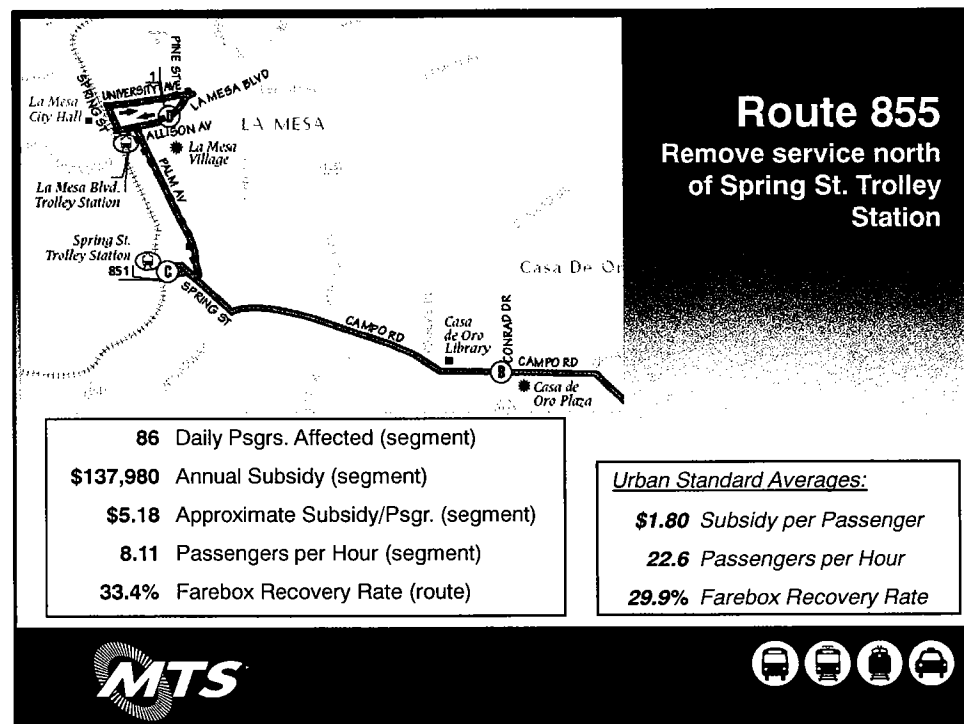 Route 855
Remove service north
of Spring St. Trolley
Station
PINE ST
1
SPRING ST
UNIVERSITY AVE
LA MESA BLVD
La Mesa
City Hall
D
ALLISON AV
LA MESA
La Mesa
Village
PALM AV
La Mesa Blvd.
Trolley Station
Spring St.
Trolley Station
851
C
SPRING ST
Casa De Or
CAMPO RD
Casa
de Oro
Library
CONRAD DR
B
CAMPO RD
Casa de
Oro Plaza
86 Daily Psgrs. Affected (segment)
$137,980 Annual Subsidy (segment)
$5.18 Approximate Subsidy/Psgr. (segment)
8.11 Passengers per Hour (segment)
33.4% Farebox Recovery Rate (route)
Urban Standard Averages:
$1.80 Subsidy per Passenger
22.6 Passengers per Hour
29.9% Farebox Recovery Rate
MTS